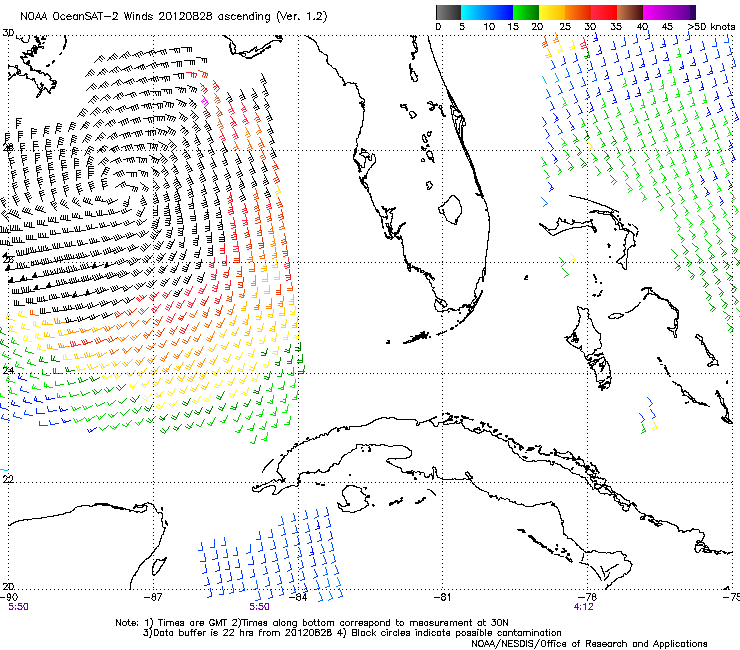 NOAA OceanSAT-2 Winds 20120828 ascending (Ver. 1.2)
0 5 10 15 20 25 30 35 40 45 >50 knots
30
28
26
24
22
20
-90 -87 -84 -81 -78 -75
5:50 5:50 4:12
Note: 1) Times are GMT 2)Times along bottom correspond to measurement at 30N
3)Data buffer is 22 hrs from 20120828 4) Black circles indicate possible contamination
NOAA/NESDIS/Office of Research and Applications